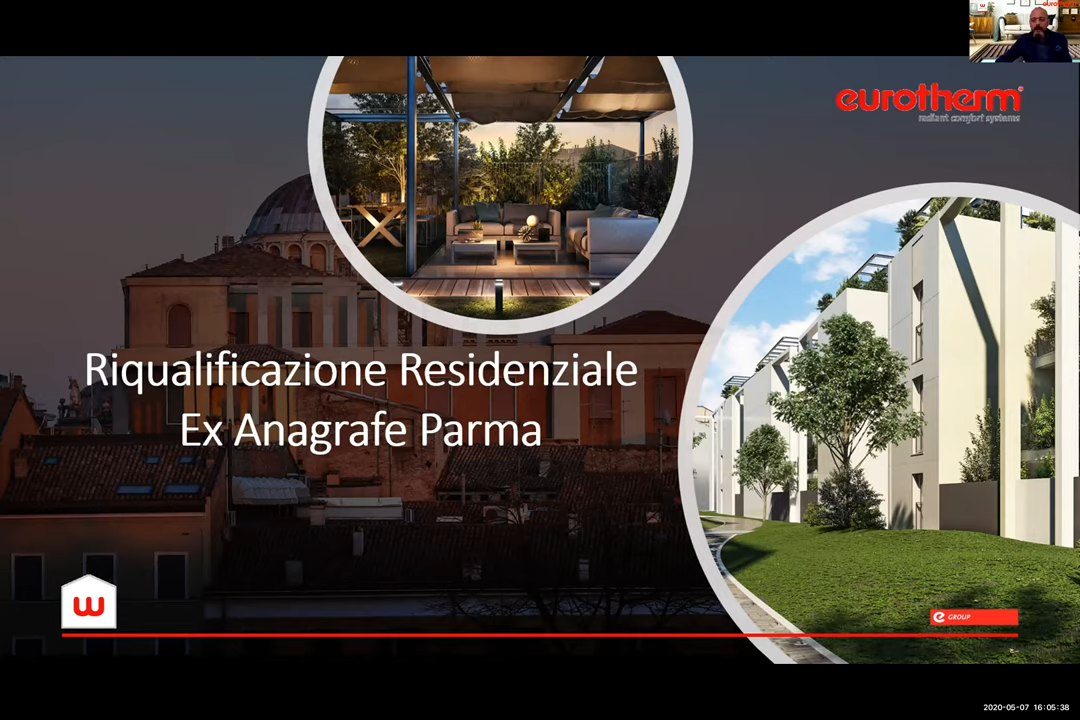 eurotherm
radiant comfort systems
Riqualificazione Residenziale
Ex Anagrafe Parma
w
e GROUP
2020-05-07 16:05:38